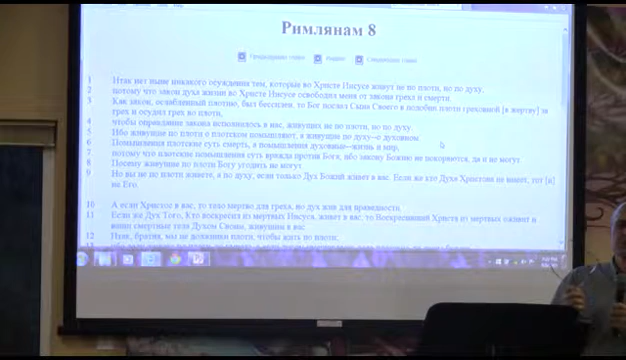 Римлянам 8
Предыдущая глава Следующая глава
1 Итак нет ныне никакого осуждения тем, которые во Христе Иисусе живут не по плоти, но по духу,
2 потому что закон духа жизни во Христе Иисусе освободил меня от закона греха и смерти.
3 Как закон, ослабленный плотию, был бессилен, то Бог послал Сына Своего в подобии плоти греховной [в жертву] за
грех и осудил грех во плоти,
4 чтобы оправдание закона исполнилось в нас, живущих не по плоти, но по духу.
5 Ибо живущие по плоти о плотском помышляют, а живущие по духу—о духовном.
6 Помышления плотские суть смерть, а помышления духовные—жизнь и мир,
7 потому что плотские помышления суть вражда против Бога; ибо закону Божию не покоряются, да и не могут.
8 Посему живущие по плоти Богу угодить не могут.
9 Но вы не по плоти живете, а по духу, если только Дух Божий живет в вас. Если же кто Духа Христова не имеет, тот [и]
не Его.
10 А если Христос в вас, то тело мертво для греха, но дух жив для праведности.
11 Если же Дух Того, Кто воскресил из мертвых Иисуса, живет в вас, то Воскресивший Христа из мертвых оживит и
ваши смертные тела Духом Своим, живущим в вас.
12 Итак, братия, мы не должники плоти, чтобы жить по плоти;
13